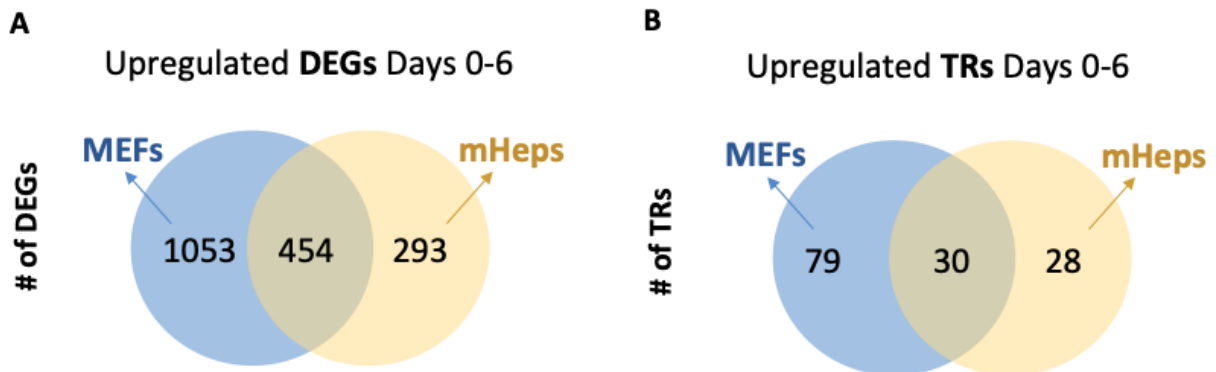 A
Upregulated DEGs Days 0-6
MEFs
mHeps
# of DEGs
1053
454
293
B
Upregulated TRs Days 0-6
MEFs
mHeps
# of TRs
79
30
28